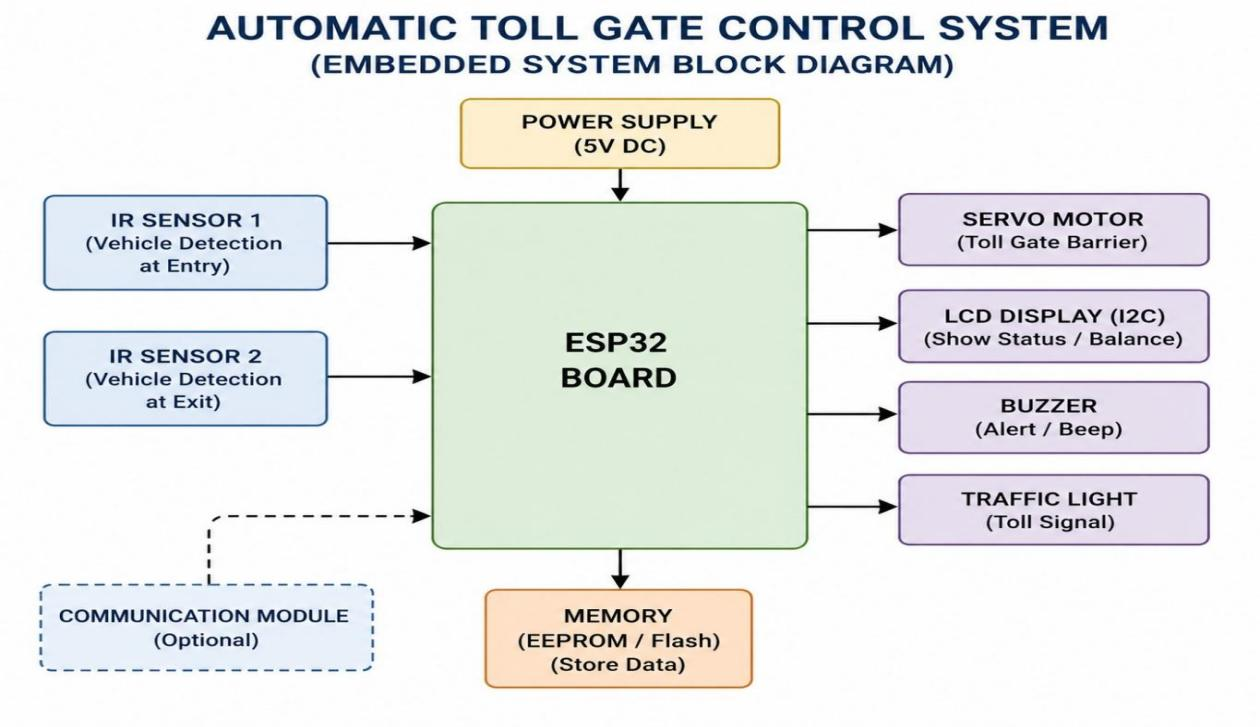 AUTOMATIC TOLL GATE CONTROL SYSTEM
(EMBEDDED SYSTEM BLOCK DIAGRAM)
POWER SUPPLY
(5V DC)
IR SENSOR 1
(Vehicle Detection
at Entry)
IR SENSOR 2
(Vehicle Detection
at Exit)
COMMUNICATION MODULE
(Optional)
ESP32
BOARD
SERVO MOTOR
(Toll Gate Barrier)
LCD DISPLAY (I2C)
(Show Status / Balance)
BUZZER
(Alert / Beep)
TRAFFIC LIGHT
(Toll Signal)
MEMORY
(EEPROM / Flash)
(Store Data)